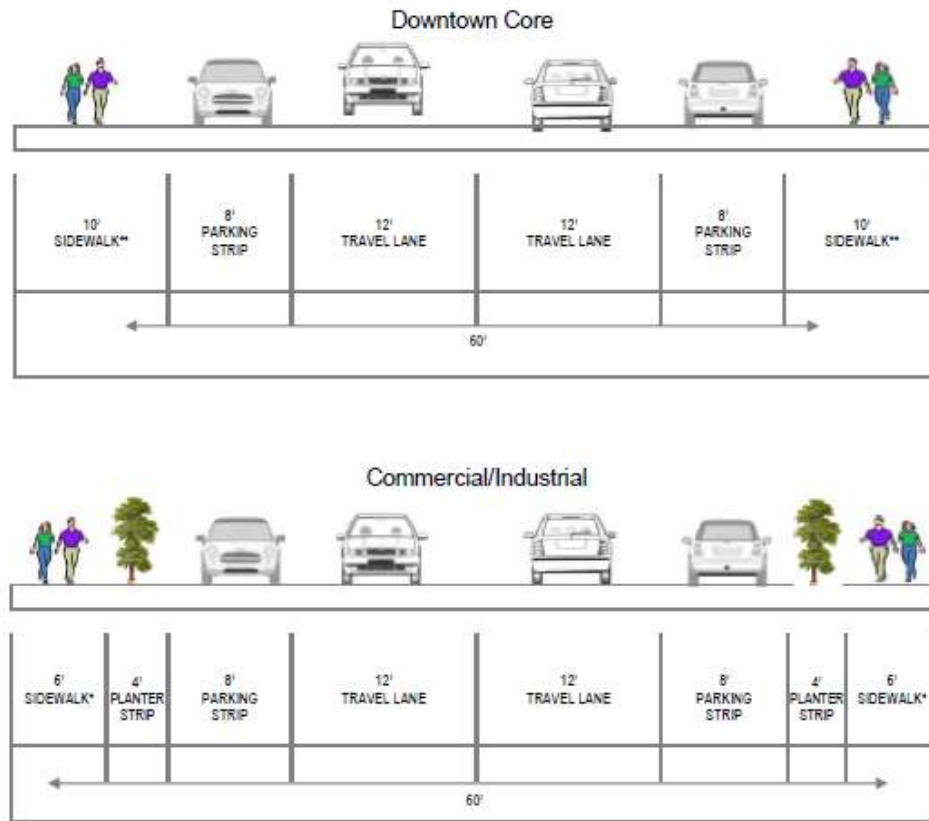 Downtown Core
10'
SIDEWALK**
8'
PARKING
STRIP
12'
TRAVEL LANE
12'
TRAVEL LANE
8'
PARKING
STRIP
10'
SIDEWALK**
60'
Commercial/Industrial
6'
SIDEWALK*
4'
PLANTER
STRIP
8'
PARKING
STRIP
12'
TRAVEL LANE
12'
TRAVEL LANE
8'
PARKING
STRIP
4'
PLANTER
STRIP
6'
SIDEWALK*
60'